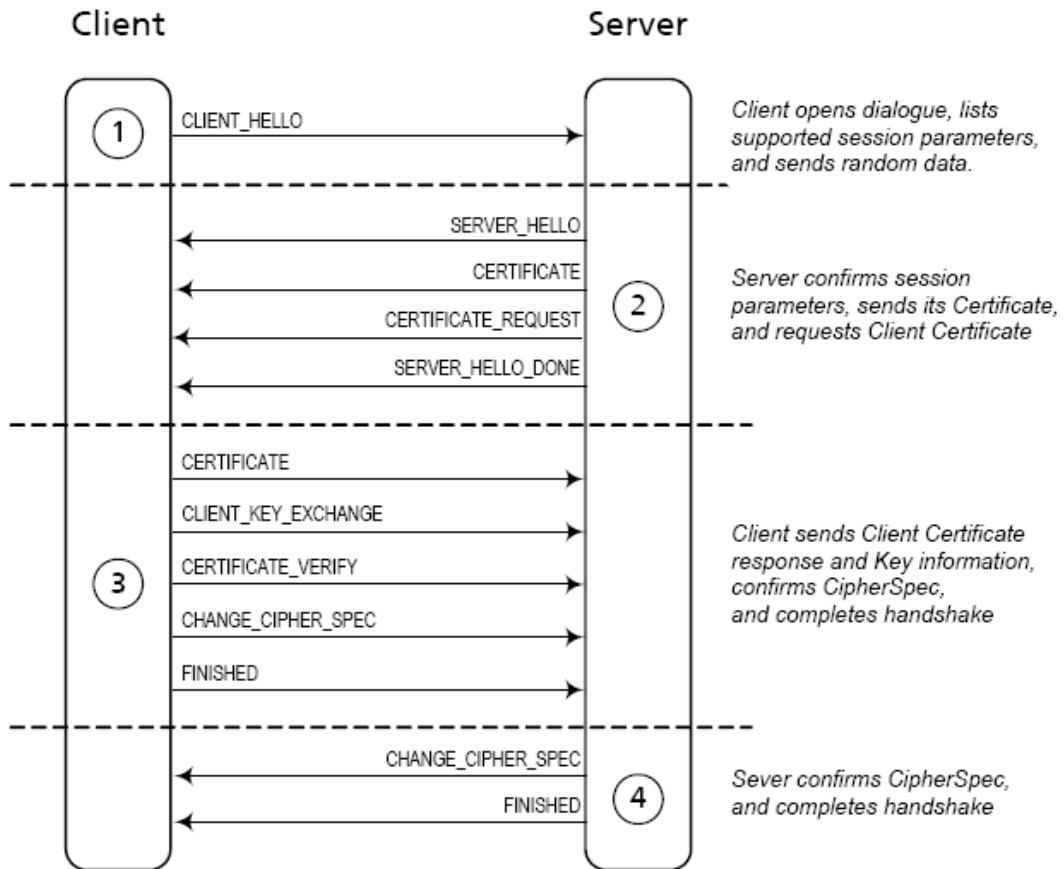 Client
Server
1
CLIENT_HELLO
Client opens dialogue, lists
supported session parameters,
and sends random data.
SERVER_HELLO
CERTIFICATE
CERTIFICATE_REQUEST
SERVER_HELLO_DONE
2
Server confirms session
parameters, sends its Certificate,
and requests Client Certificate
3
CERTIFICATE
CLIENT_KEY_EXCHANGE
CERTIFICATE_VERIFY
CHANGE_CIPHER_SPEC
FINISHED
Client sends Client Certificate
response and Key information,
confirms CipherSpec,
and completes handshake
CHANGE_CIPHER_SPEC
FINISHED
4
Sever confirms CipherSpec,
and completes handshake